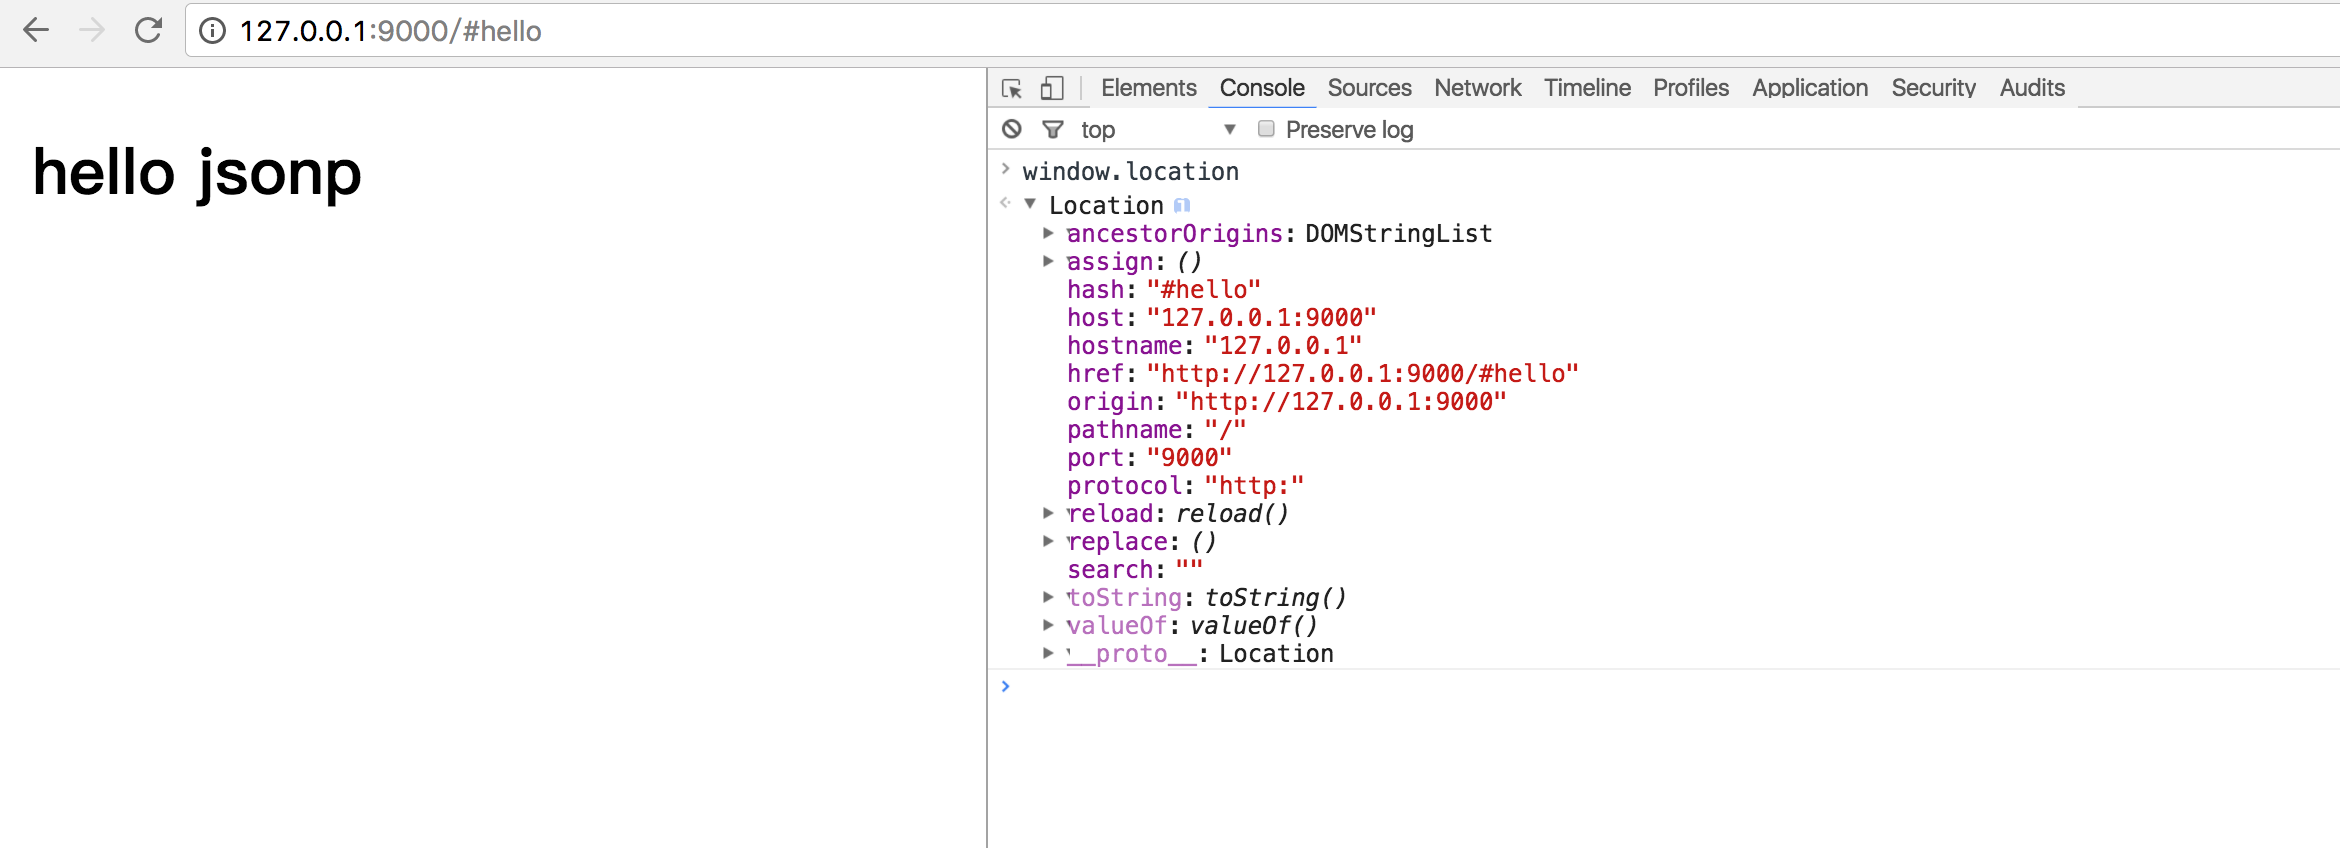 127.0.0.1:9000/#hello
hello jsonp
Elements Console Sources Network Timeline Profiles Application Security Audits
top Preserve log
window.location
Location
ancestorOrigins: DOMStringList
assign: ()
hash: "#hello"
host: "127.0.0.1:9000"
hostname: "127.0.0.1"
href: "http://127.0.0.1:9000/#hello"
origin: "http://127.0.0.1:9000"
pathname: "/"
port: "9000"
protocol: "http:"
reload: reload()
replace: ()
search: ""
toString: toString()
valueOf: valueOf()
__proto__: Location